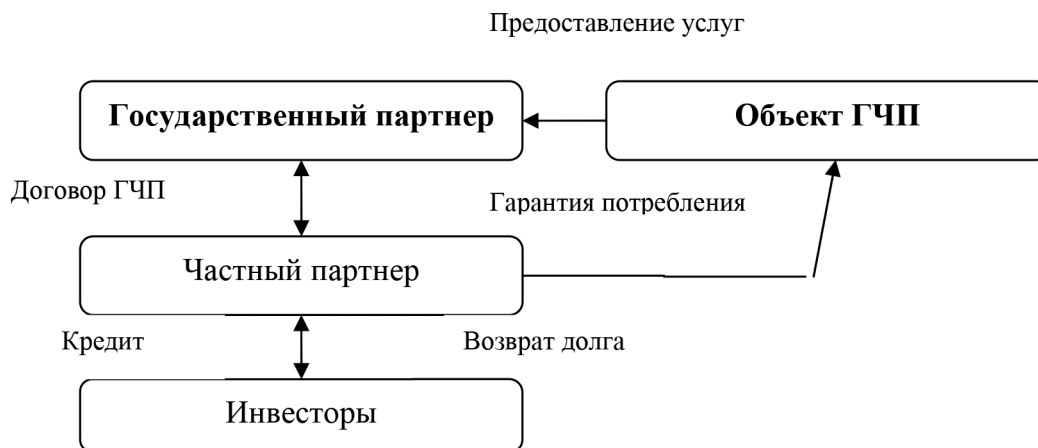 Предоставление услуг
Государственный партнер
Объект ГЧП
Договор ГЧП
Гарантия потребления
Частный партнер
Кредит
Возврат долга
Инвесторы